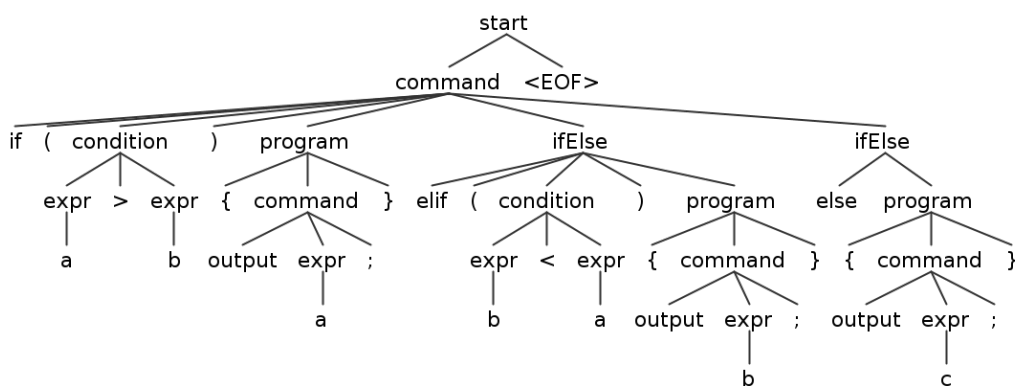 start
command <EOF>
if ( condition ) program ifElse ifElse
expr > expr { command } elif ( condition ) program else program
a b output expr ; expr < expr { command } { command }
a b a output expr ; output expr ;
b c